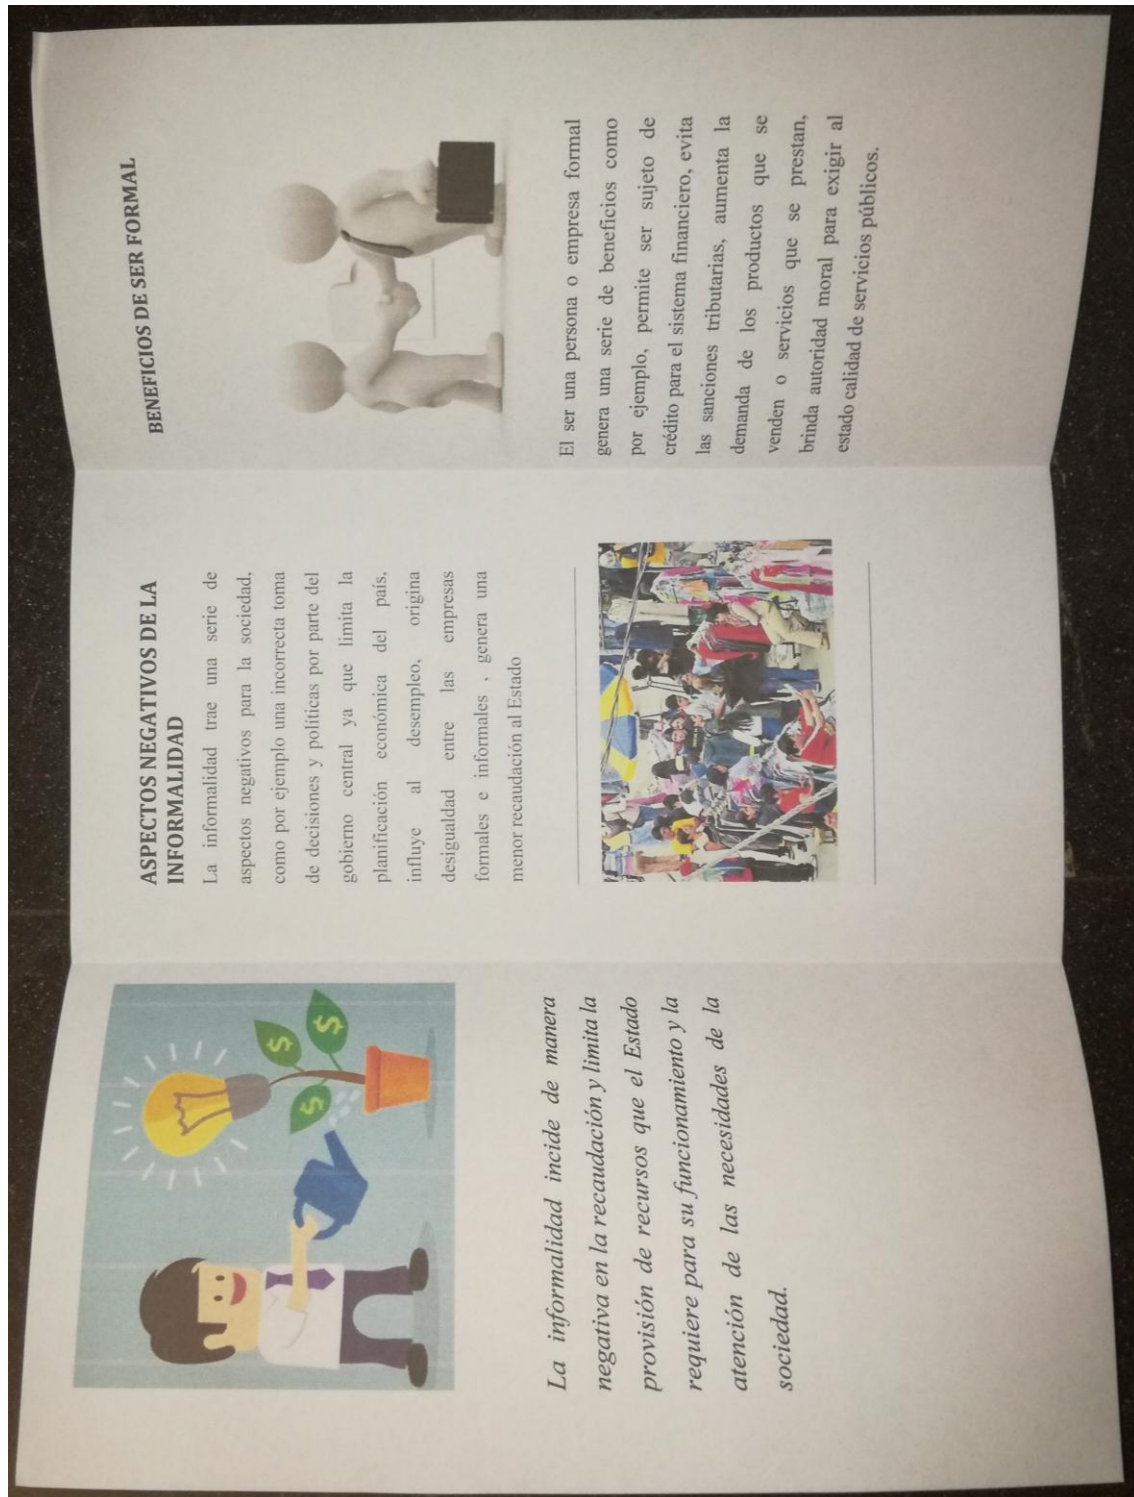 La informalidad incide de manera
negativa en la recaudación y limita la
provisión de recursos que el Estado
requiere para su funcionamiento y la
atención de las necesidades de la
sociedad.
ASPECTOS NEGATIVOS DE LA
INFORMALIDAD
La informalidad trae una serie de
aspectos negativos para la sociedad,
como por ejemplo una incorrecta toma
de decisiones y políticas por parte del
gobierno central ya que limita la
planificación económica del país,
influye al desempleo, origina
desigualdad entre las empresas
formales e informales , genera una
menor recaudación al Estado
BENEFICIOS DE SER FORMAL
El ser una persona o empresa formal
genera una serie de beneficios como
por ejemplo, permite ser sujeto de
crédito para el sistema financiero, evita
las sanciones tributarias, aumenta la
demanda de los productos que se
venden o servicios que se prestan,
brinda autoridad moral para exigir al
estado calidad de servicios públicos.